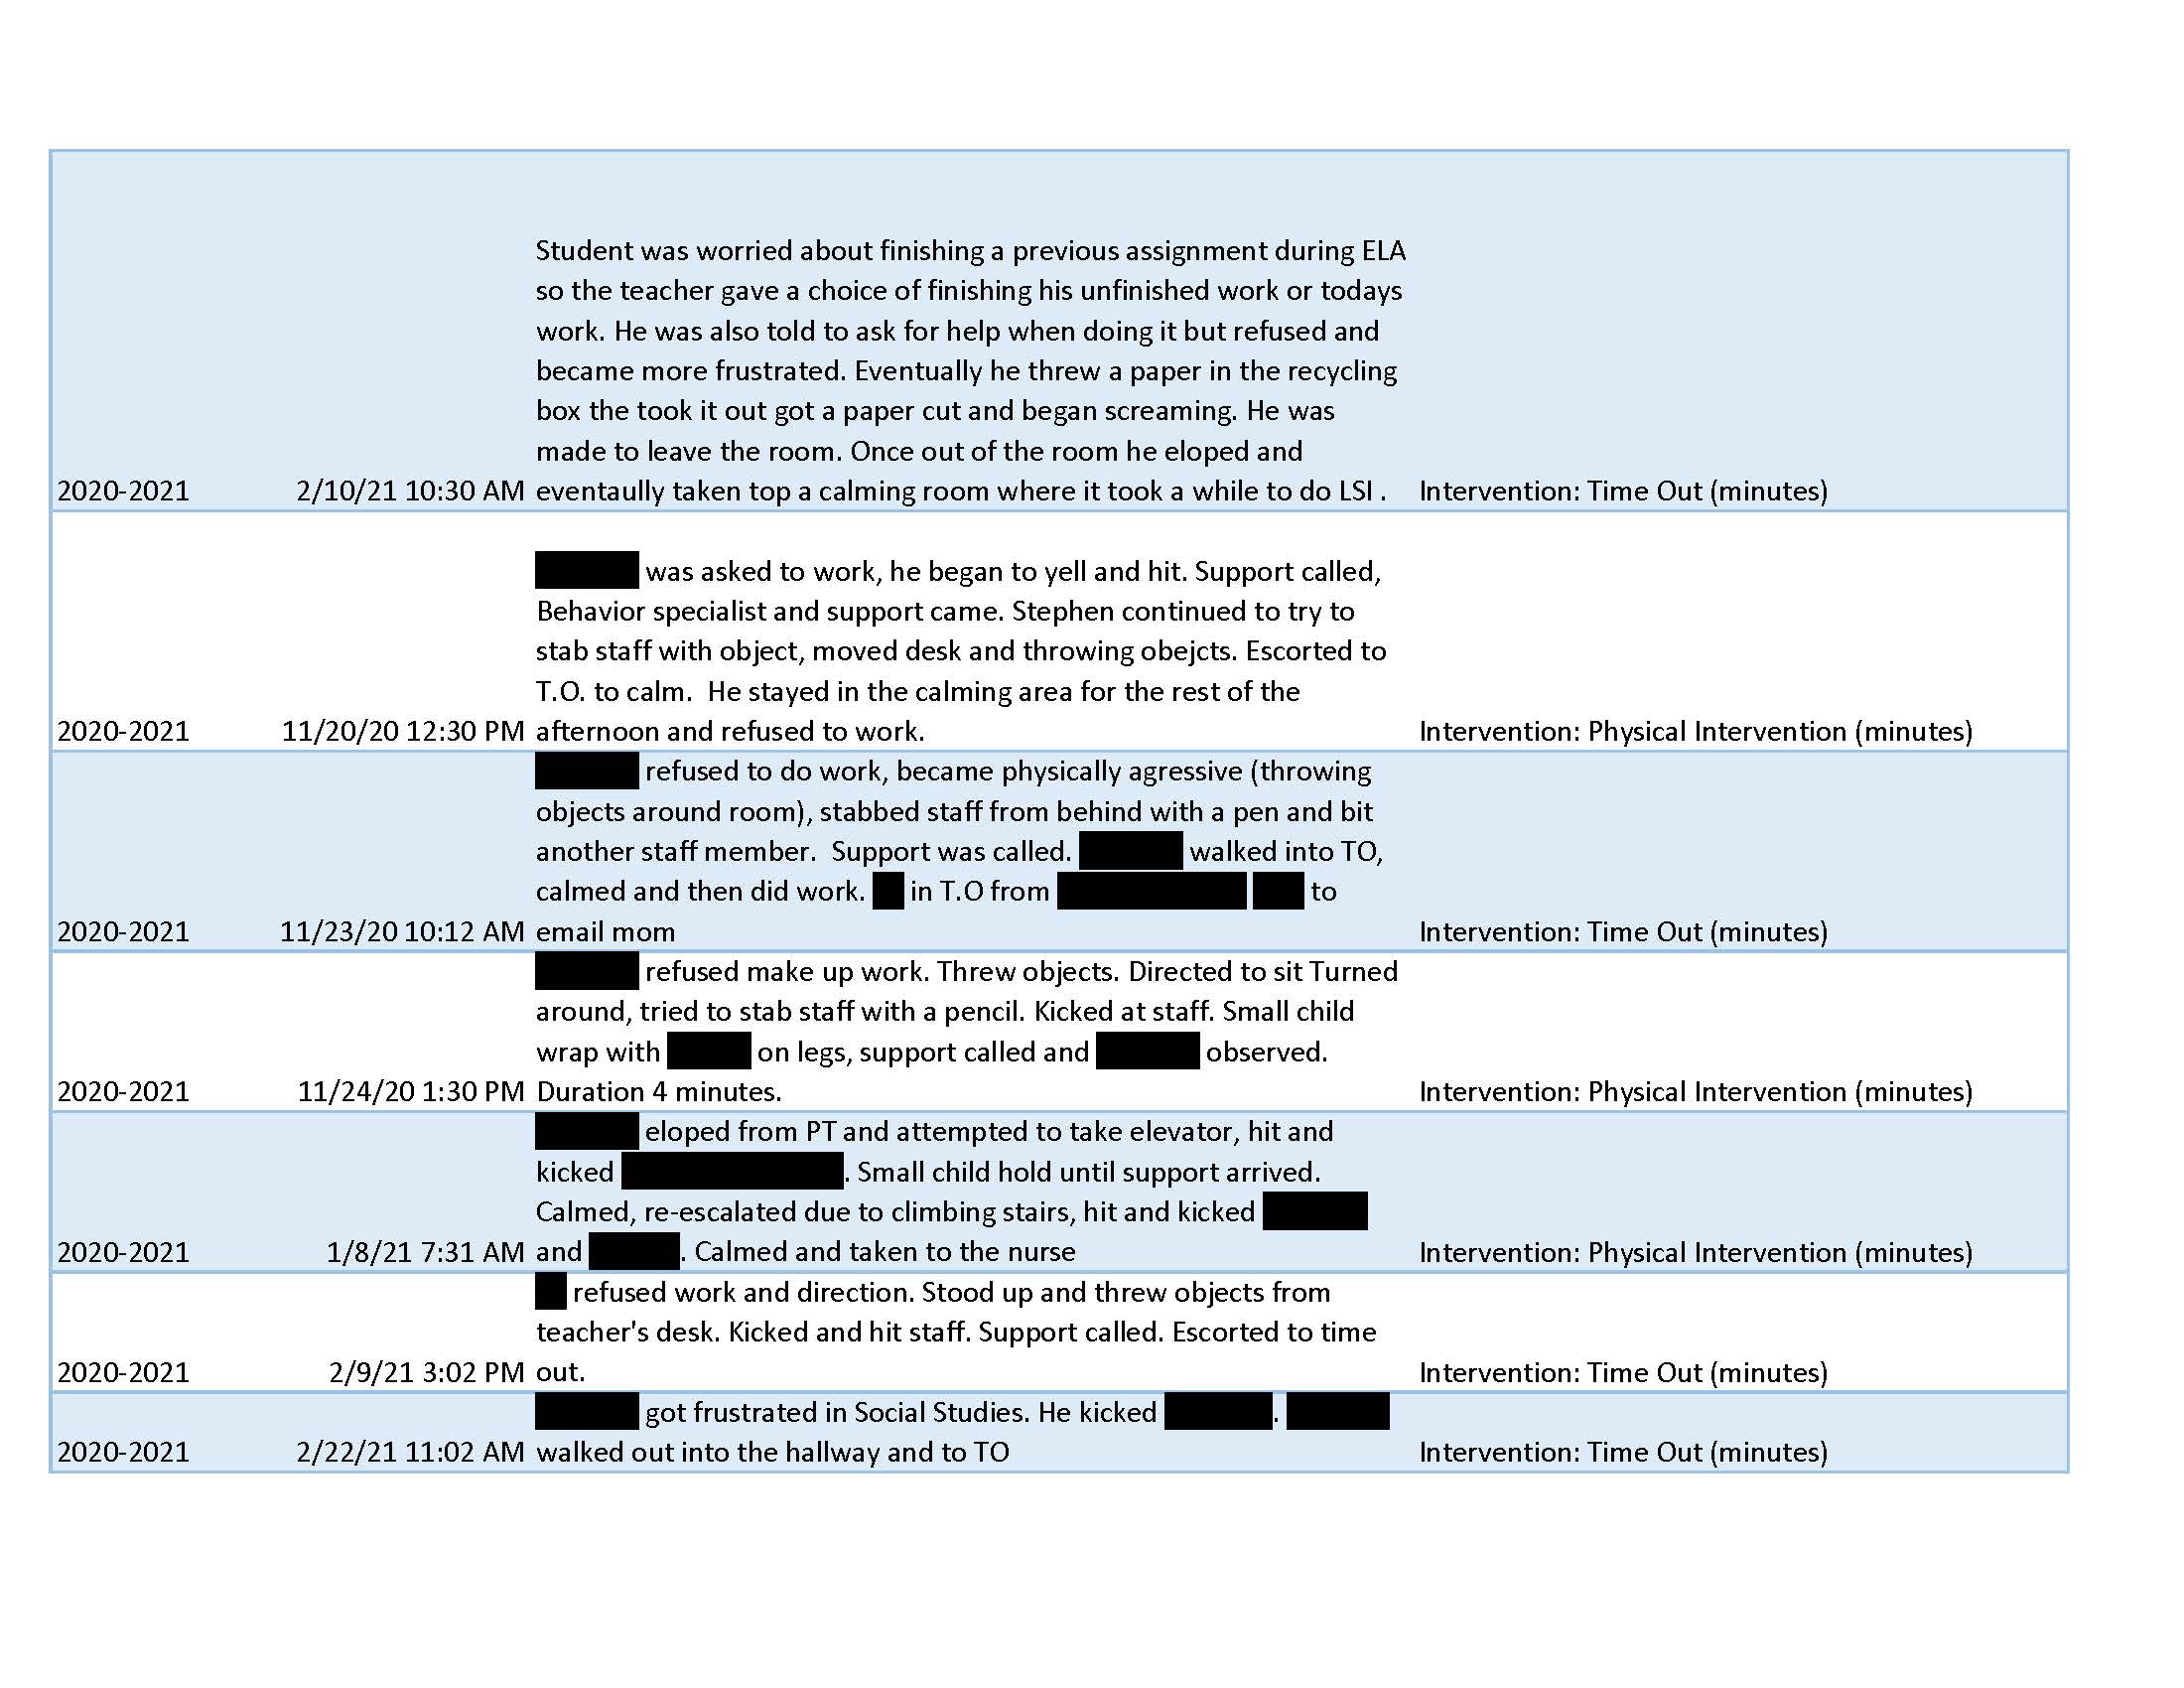 Student was worried about finishing a previous assignment during ELA
so the teacher gave a choice of finishing his unfinished work or todays
work. He was also told to ask for help when doing it but refused and
became more frustrated. Eventually he threw a paper in the recycling
box the took it out got a paper cut and began screaming. He was
made to leave the room. Once out of the room he eloped and
2020-2021 2/10/21 10:30 AM eventaully taken top a calming room where it took a while to do LSI . Intervention: Time Out (minutes)
was asked to work, he began to yell and hit. Support called,
Behavior specialist and support came. Stephen continued to try to
stab staff with object, moved desk and throwing obejcts. Escorted to
T.O. to calm.  He stayed in the calming area for the rest of the
2020-2021 11/20/20 12:30 PM afternoon and refused to work. Intervention: Physical Intervention (minutes)
refused to do work, became physically agressive (throwing
objects around room), stabbed staff from behind with a pen and bit
another staff member.  Support was called. walked into TO,
calmed and then did work. in T.O from to
2020-2021 11/23/20 10:12 AM email mom Intervention: Time Out (minutes)
refused make up work. Threw objects. Directed to sit Turned
around, tried to stab staff with a pencil. Kicked at staff. Small child
wrap with on legs, support called and observed.
2020-2021 11/24/20 1:30 PM Duration 4 minutes. Intervention: Physical Intervention (minutes)
eloped from PT and attempted to take elevator, hit and
kicked . Small child hold until support arrived.
Calmed, re-escalated due to climbing stairs, hit and kicked
2020-2021 1/8/21 7:31 AM and . Calmed and taken to the nurse Intervention: Physical Intervention (minutes)
refused work and direction. Stood up and threw objects from
teacher's desk. Kicked and hit staff. Support called. Escorted to time
2020-2021 2/9/21 3:02 PM out. Intervention: Time Out (minutes)
got frustrated in Social Studies. He kicked .
2020-2021 2/22/21 11:02 AM walked out into the hallway and to TO Intervention: Time Out (minutes)